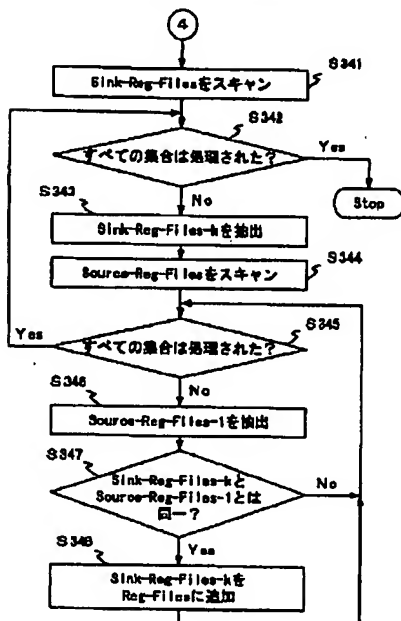 4
S341
Sink-Reg-Filesをスキャン
S342
すべての集合は処理された?
Yes
Stop
No
S343
Sink-Reg-Files-kを抽出
S344
Source-Reg-Filesをスキャン
S345
Yes
すべての集合は処理された?
No
S346
Source-Reg-Files-lを抽出
S347
Sink-Reg-Files-kと
Source-Reg-Files-lとは
同一?
No
Yes
S348
Sink-Reg-Files-kを
Reg-Filesに追加